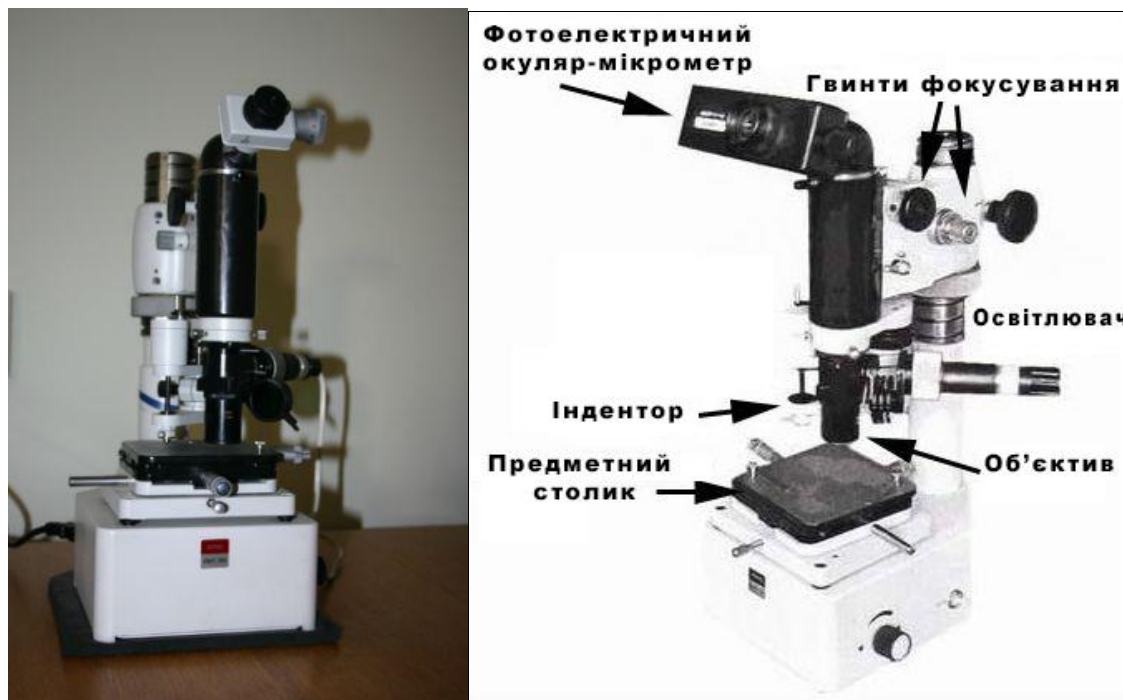 Фотоелектричний
окуляр-мікрометр
Гвинти фокусування
Освітлювач
Індентор
Предметний
столик
Об’єктив